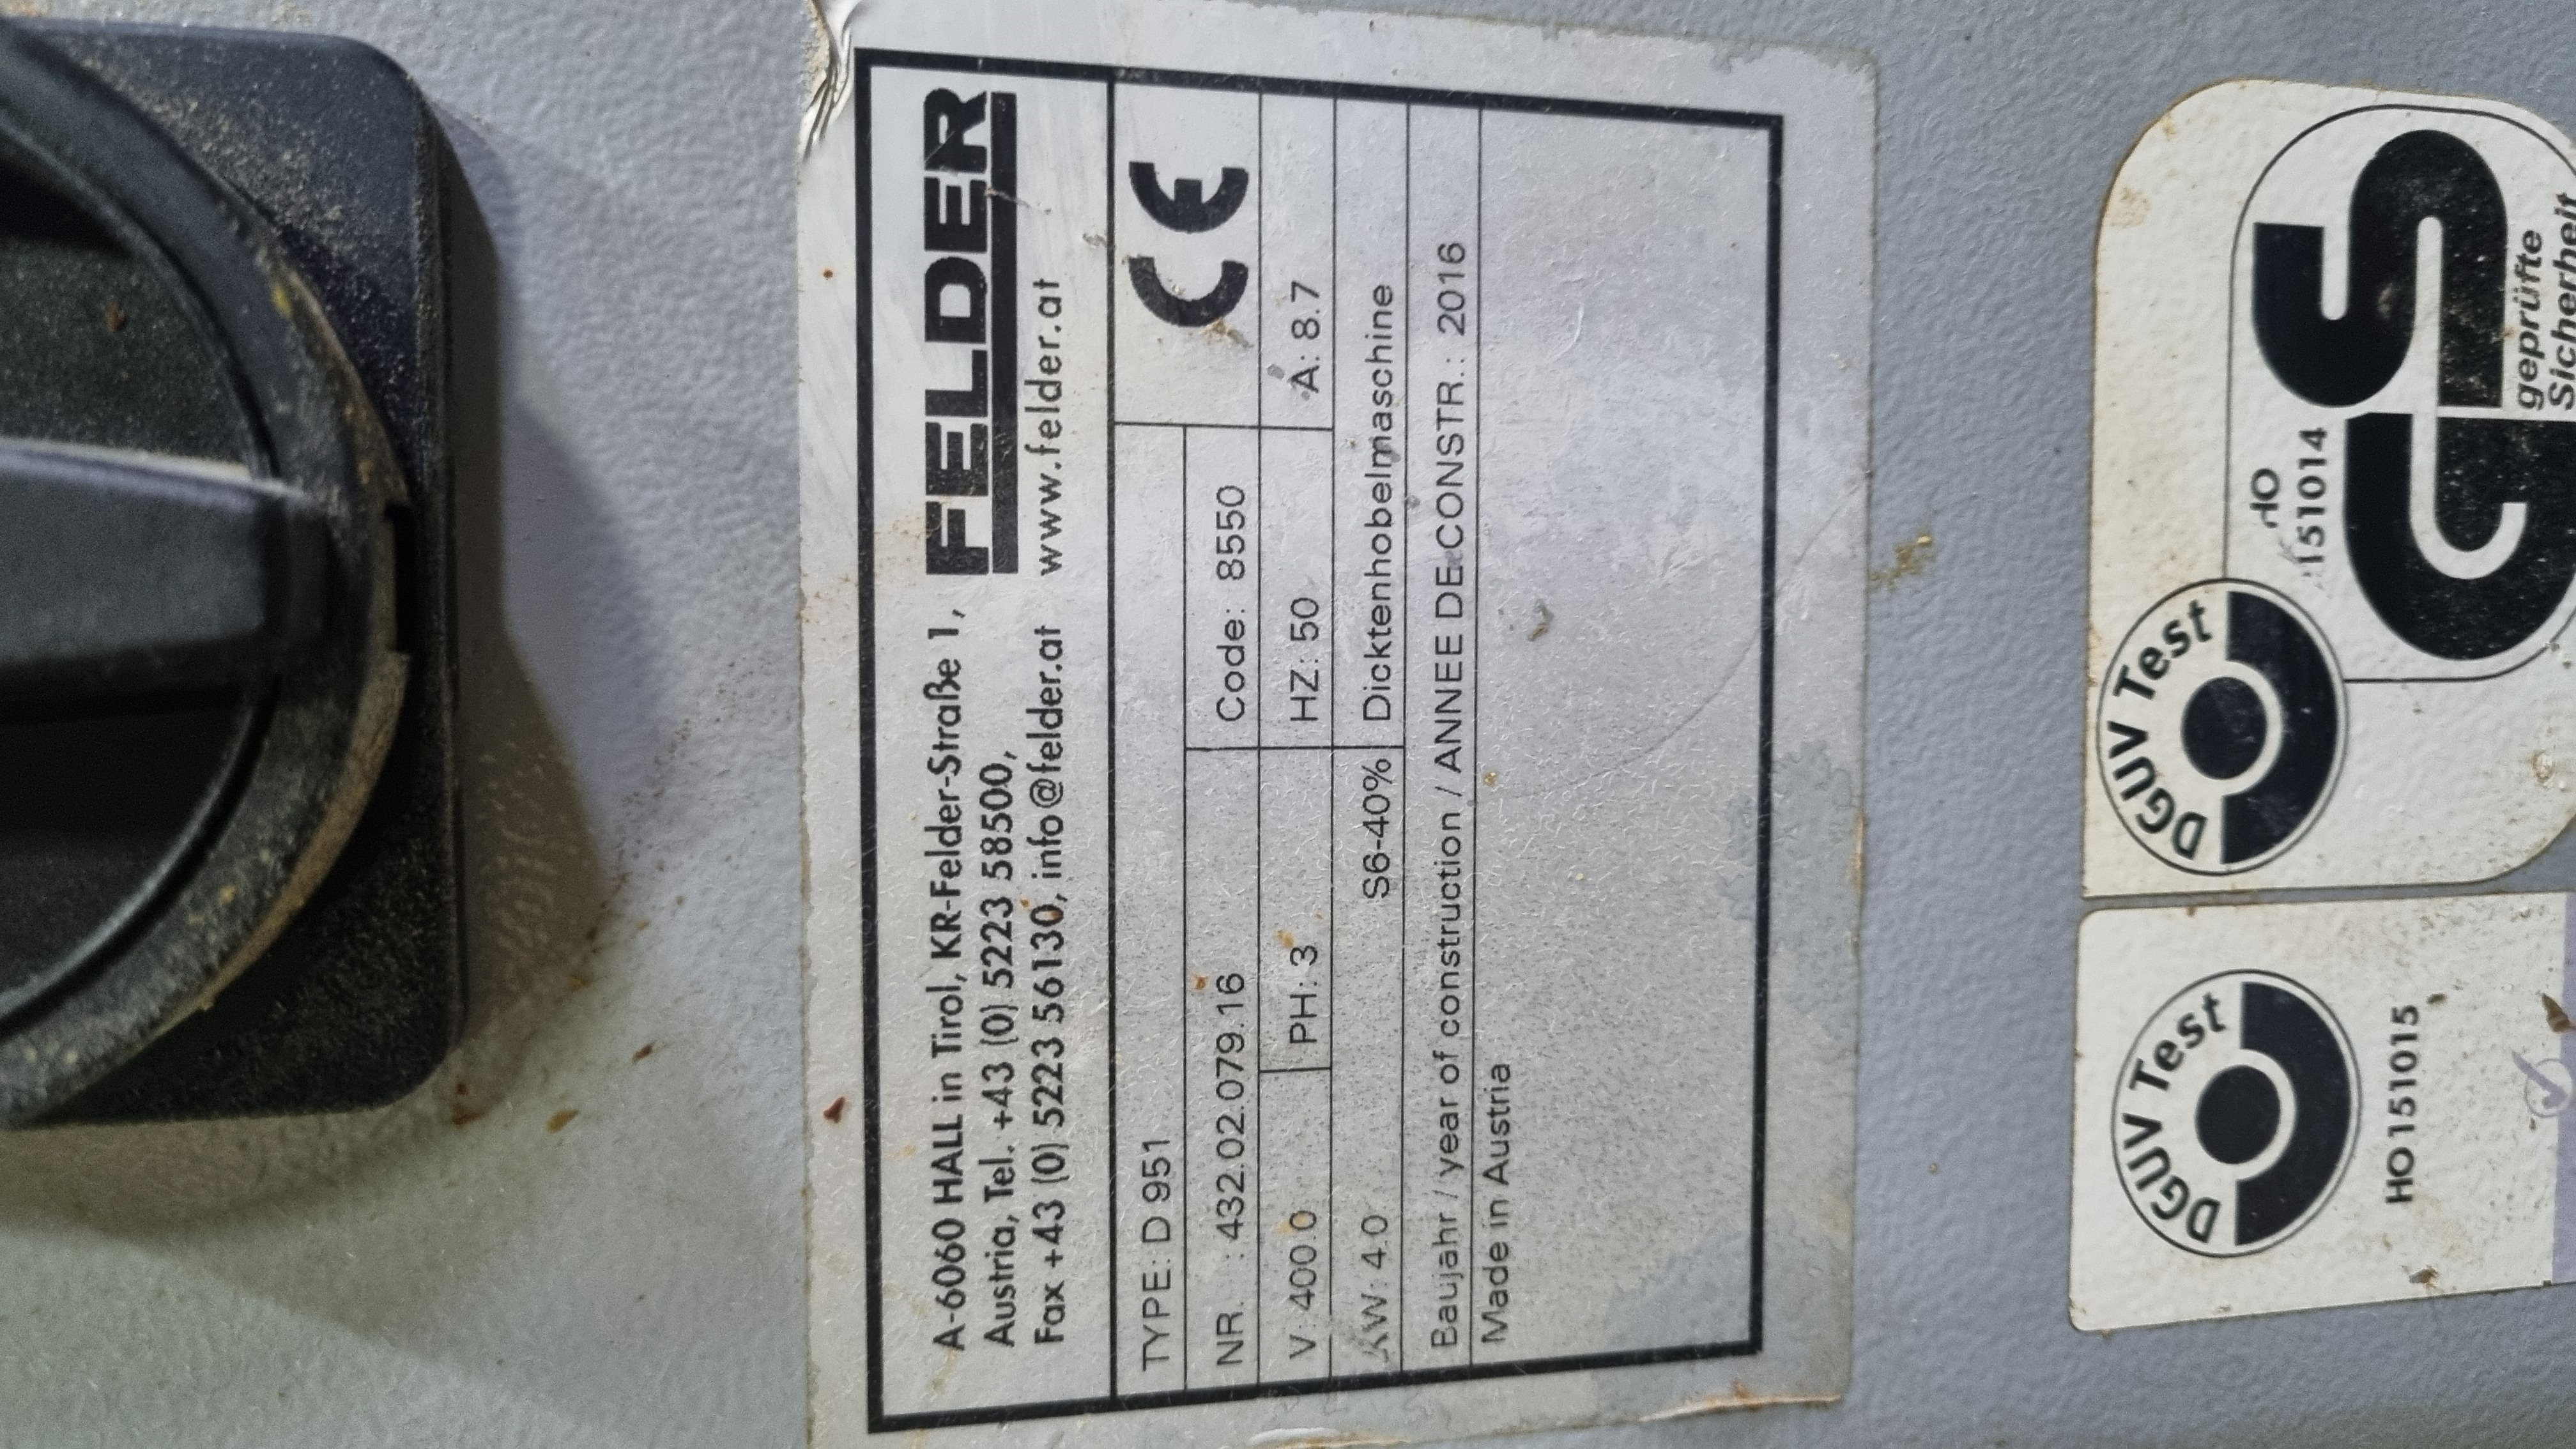 A-6060 HALL in Tirol, KR-Felder-Straße 1,
Austria, Tel. +43 (0) 5223 58500,
Fax +43 (0) 5223 56130, info@felder.at www.felder.at
FELDER
TYPE: D 951
CE
NR. : 432.02.079.16 Code: 8550
V: 400.0 PH: 3 HZ: 50 A: 8.7
KW: 4.0 S6-40% Dicktenhobelmaschine
Baujahr / year of construction / ANNEE DE CONSTR.: 2016
Made in Austria
DGUV Test
HO
151014
GS
geprüfte
Sicherheit
DGUV Test
HO151015